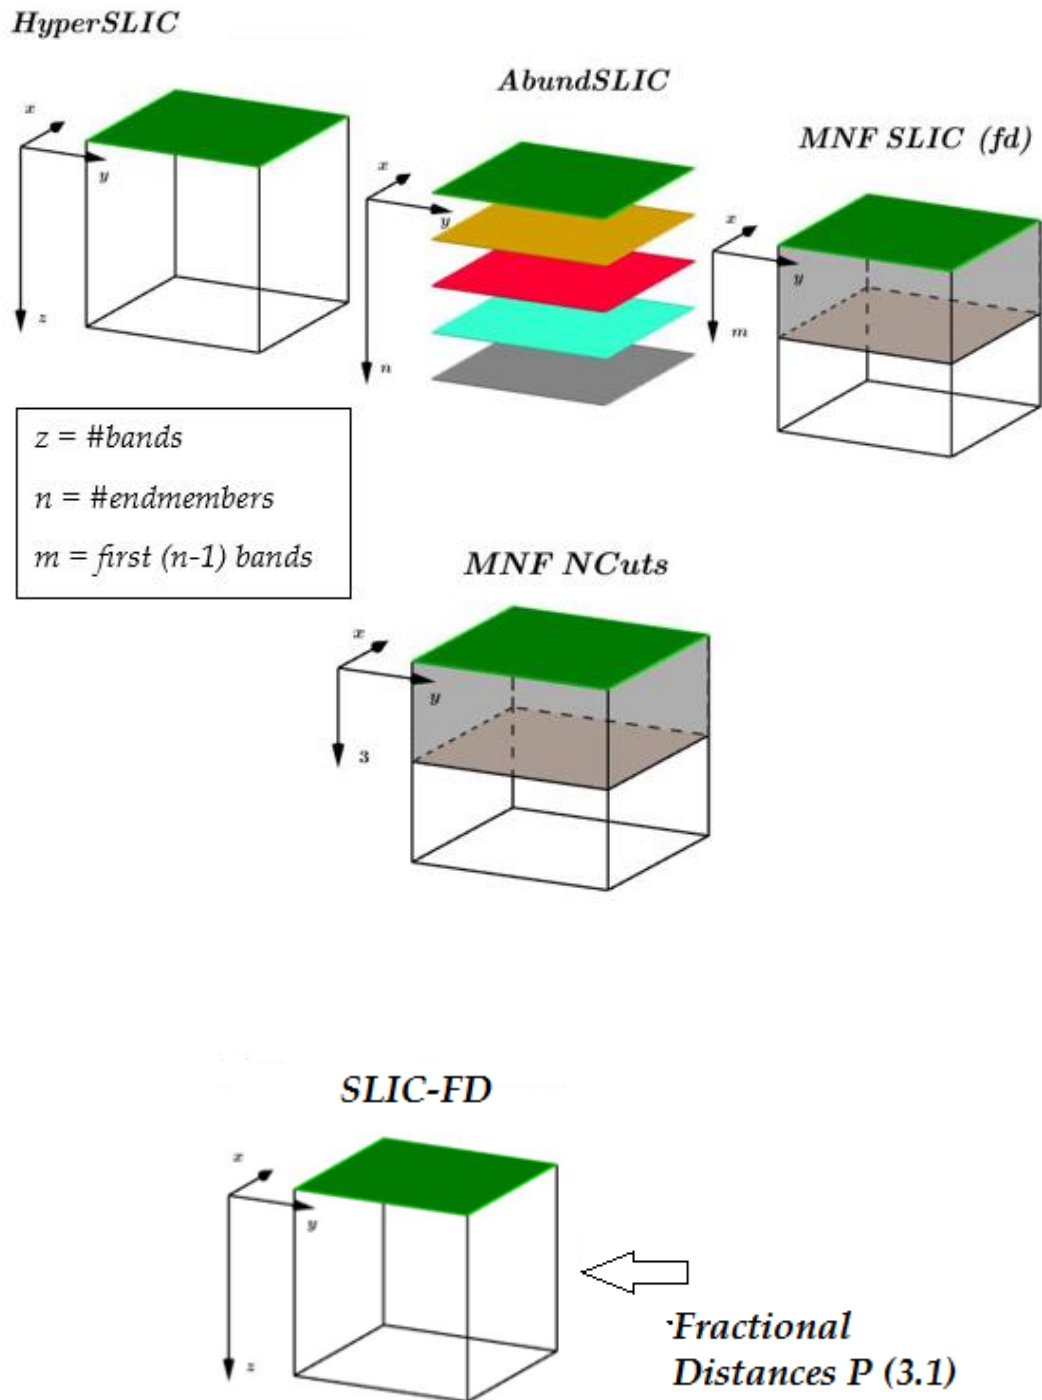 HyperSLIC
x
y
z
AbundSLIC
x
y
n
MNF SLIC (fd)
x
y
m
z = #bands
n = #endmembers
m = first (n-1) bands
MNF NCuts
x
y
3
SLIC-FD
x
y
z
Fractional
Distances P (3.1)